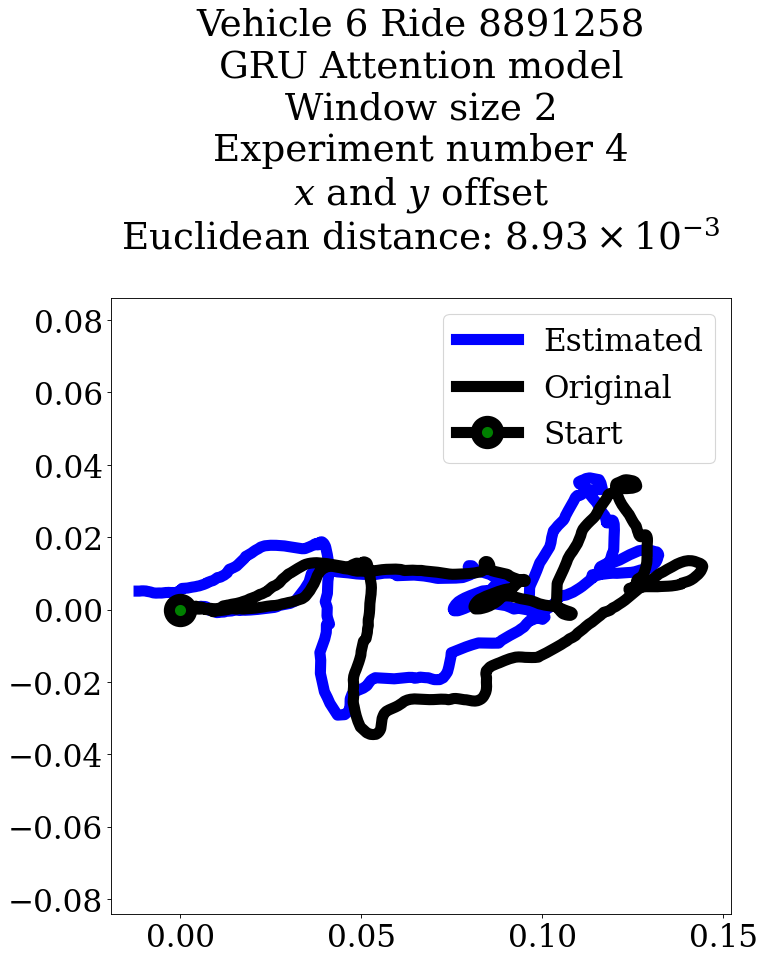 Vehicle 6 Ride 8891258
GRU Attention model
Window size 2
Experiment number 4
x and y offset
Euclidean distance: 8.93 × 10⁻³
Estimated
Original
Start
0.08
0.06
0.04
0.02
0.00
−0.02
−0.04
−0.06
−0.08
0.00 0.05 0.10 0.15